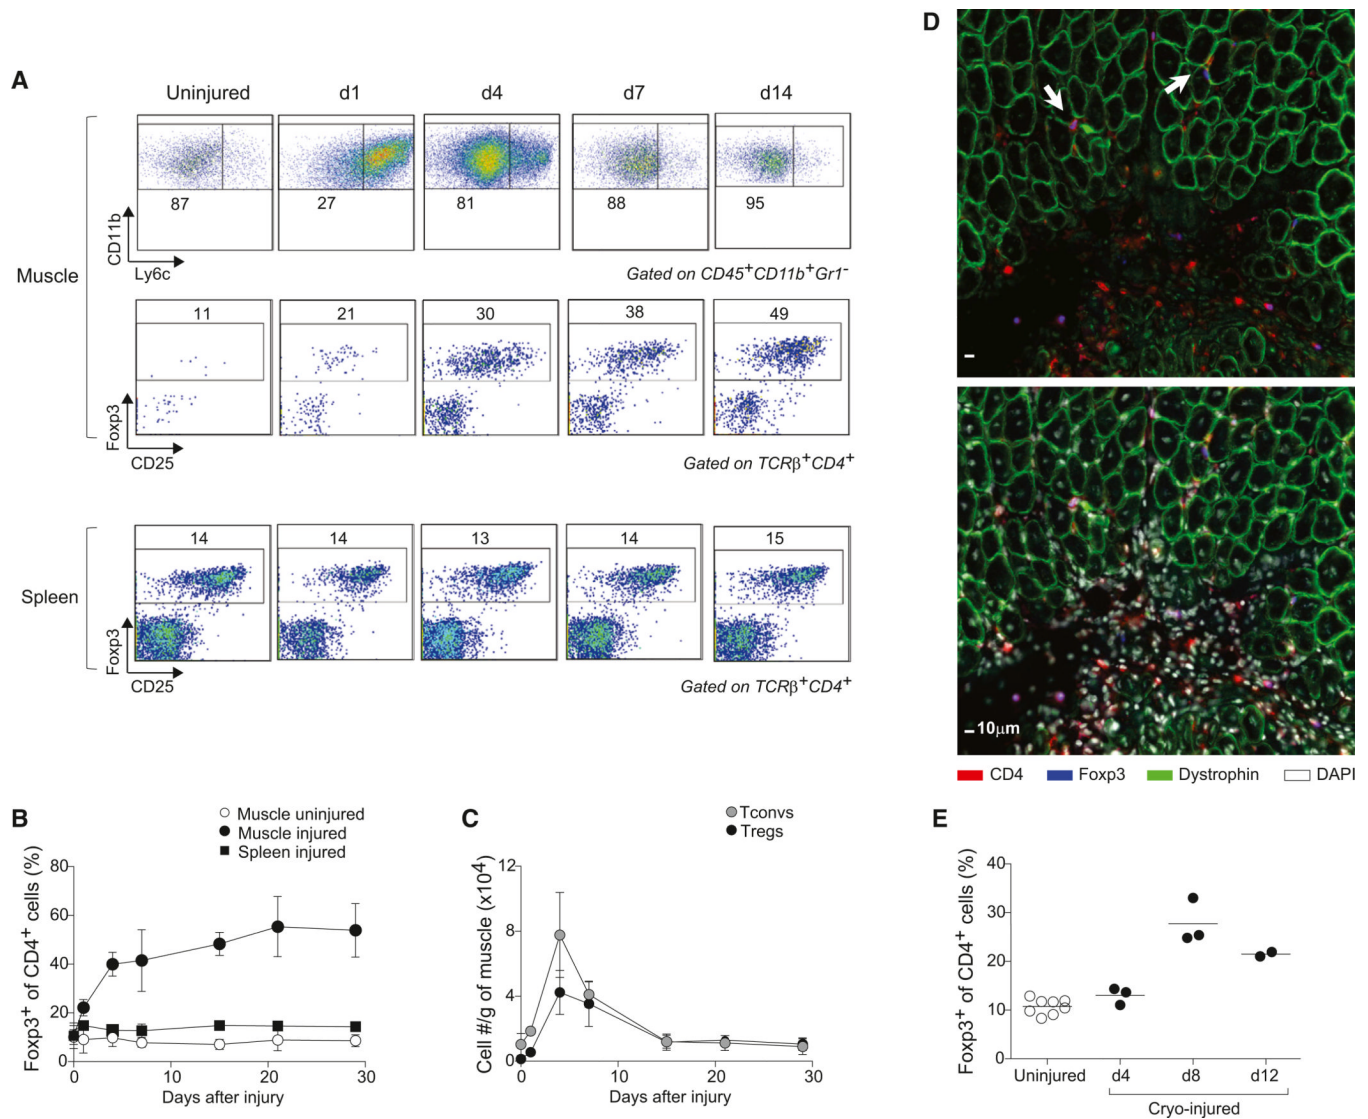 A
Uninjured d1 d4 d7 d14
Muscle
CD11b
87 27 81 88 95
Ly6c
Gated on CD45+CD11b+Gr1-
11 21 30 38 49
Foxp3
CD25
Gated on TCRβ+CD4+
Spleen
14 14 13 14 15
Foxp3
CD25
Gated on TCRβ+CD4+
D
10μm
CD4 Foxp3 Dystrophin DAPI
B
Muscle uninjured
Muscle injured
Spleen injured
Foxp3+ of CD4+ cells (%)
80
60
40
20
0
0 10 20 30
Days after injury
C
Tconvs
Tregs
Cell #/g of muscle (x10⁴)
12
8
4
0
0 10 20 30
Days after injury
E
Foxp3+ of CD4+ cells (%)
40
30
20
10
0
Uninjured d4 d8 d12
Cryo-injured